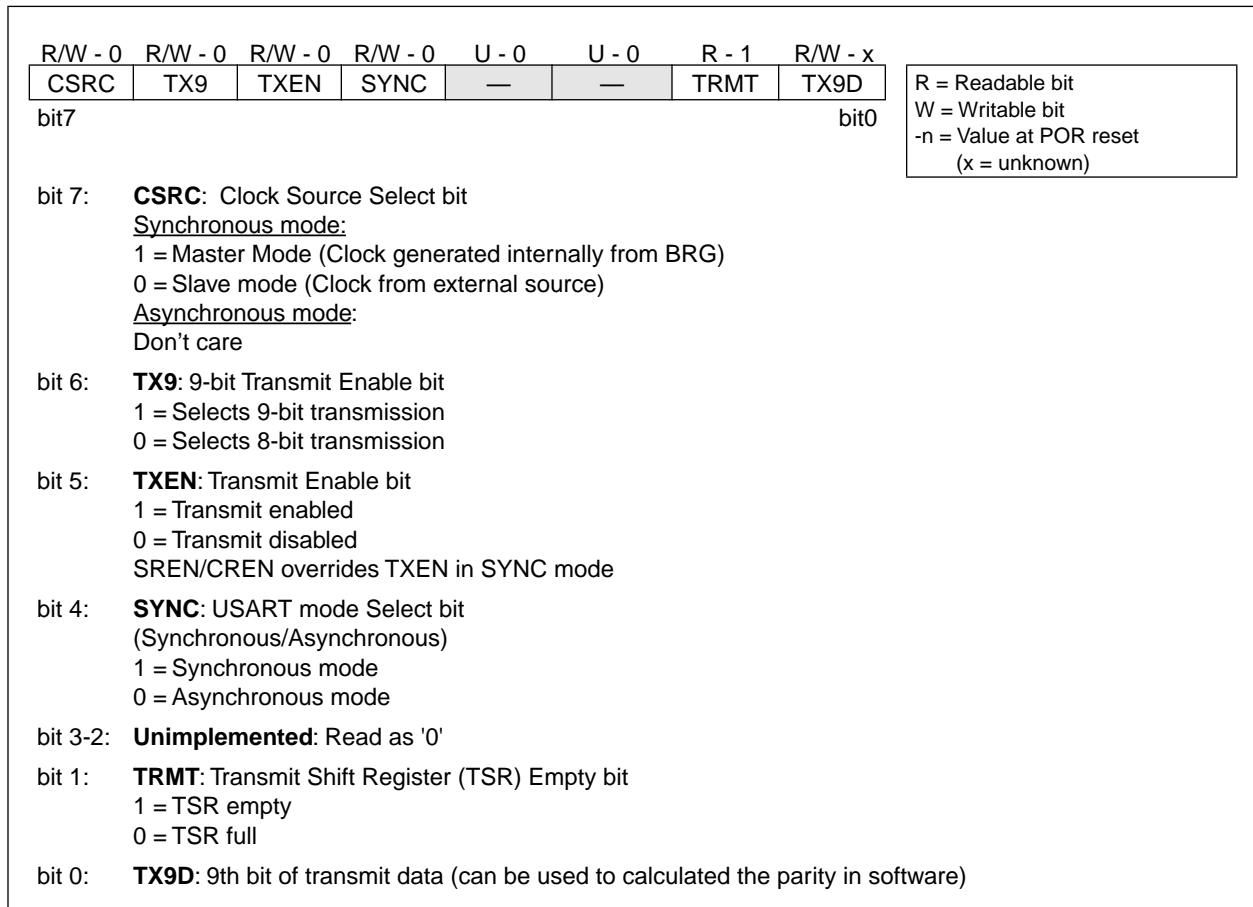 R/W - 0 R/W - 0 R/W - 0 R/W - 0 U - 0 U - 0 R - 1 R/W - x
CSRC TX9 TXEN SYNC — — TRMT TX9D
bit7 bit0
R = Readable bit
W = Writable bit
-n = Value at POR reset
(x = unknown)
bit 7: CSRC: Clock Source Select bit
Synchronous mode:
1 = Master Mode (Clock generated internally from BRG)
0 = Slave mode (Clock from external source)
Asynchronous mode:
Don't care
bit 6: TX9: 9-bit Transmit Enable bit
1 = Selects 9-bit transmission
0 = Selects 8-bit transmission
bit 5: TXEN: Transmit Enable bit
1 = Transmit enabled
0 = Transmit disabled
SREN/CREN overrides TXEN in SYNC mode
bit 4: SYNC: USART mode Select bit
(Synchronous/Asynchronous)
1 = Synchronous mode
0 = Asynchronous mode
bit 3-2: Unimplemented: Read as '0'
bit 1: TRMT: Transmit Shift Register (TSR) Empty bit
1 = TSR empty
0 = TSR full
bit 0: TX9D: 9th bit of transmit data (can be used to calculated the parity in software)